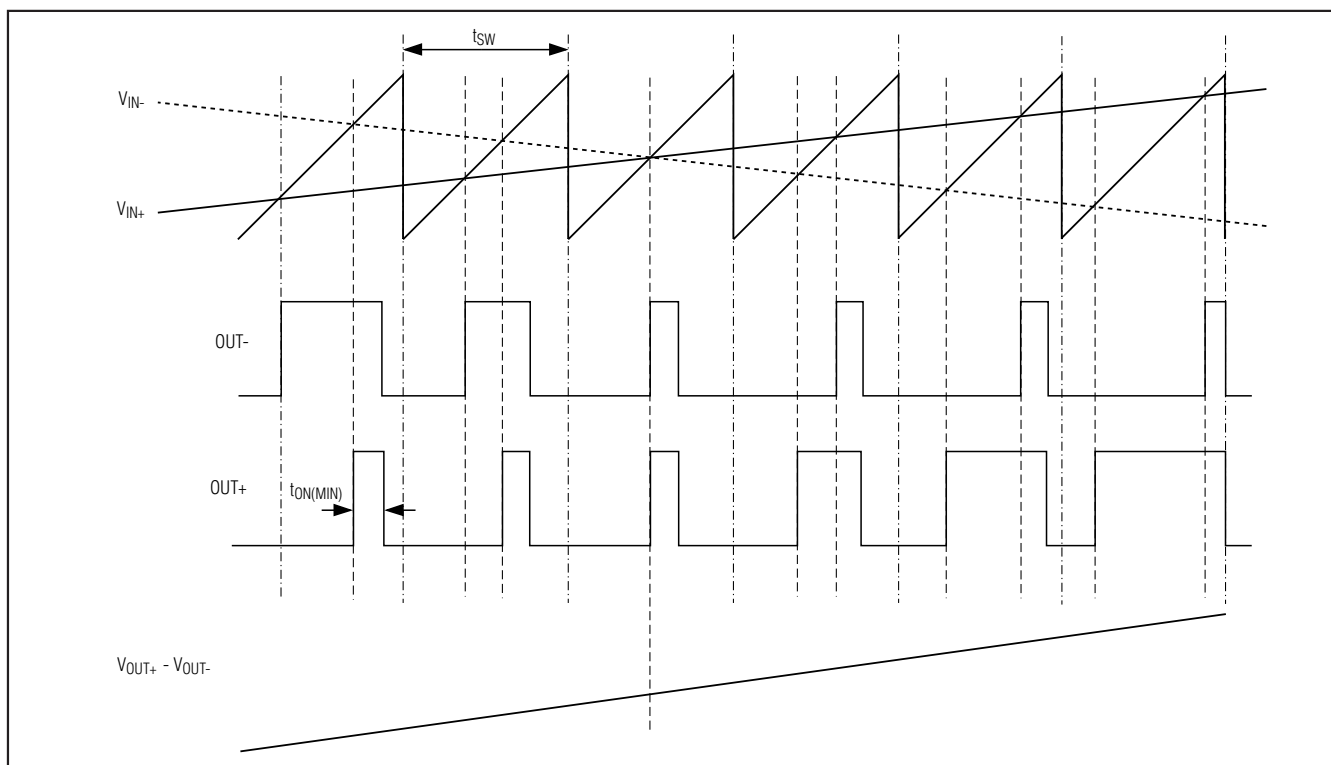 tSW
VIN-
VIN+
OUT-
OUT+
tON(MIN)
VOUT+ - VOUT-